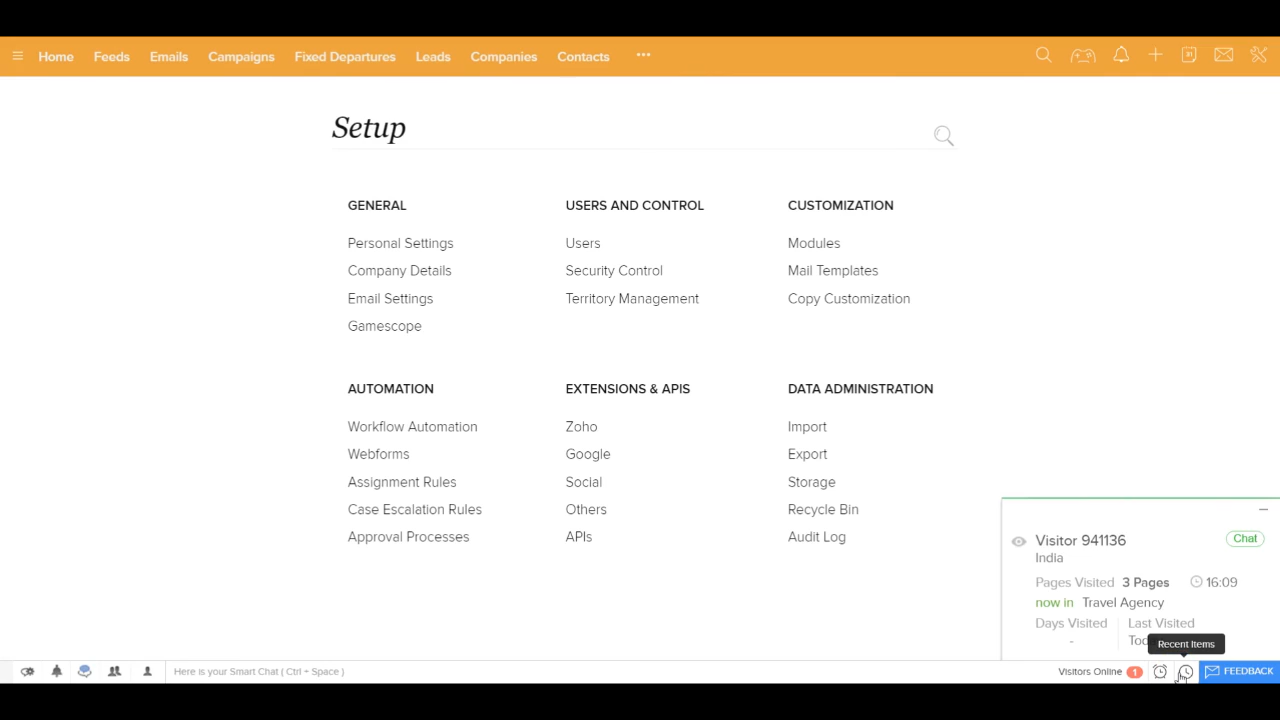 Home Feeds Emails Campaigns Fixed Departures Leads Companies Contacts ...
31
Setup
GENERAL USERS AND CONTROL CUSTOMIZATION
Personal Settings Users Modules
Company Details Security Control Mail Templates
Email Settings Territory Management Copy Customization
Gamescope
AUTOMATION EXTENSIONS & APIS DATA ADMINISTRATION
Workflow Automation Zoho Import
Webforms Google Export
Assignment Rules Social Storage
Case Escalation Rules Others Recycle Bin
Approval Processes APIs Audit Log
Visitor 941136 Chat
India
Pages Visited 3 Pages 16:09
now in Travel Agency
Days Visited Last Visited
-
Recent Items
Here is your Smart Chat ( Ctrl + Space ) Visitors Online 1 FEEDBACK